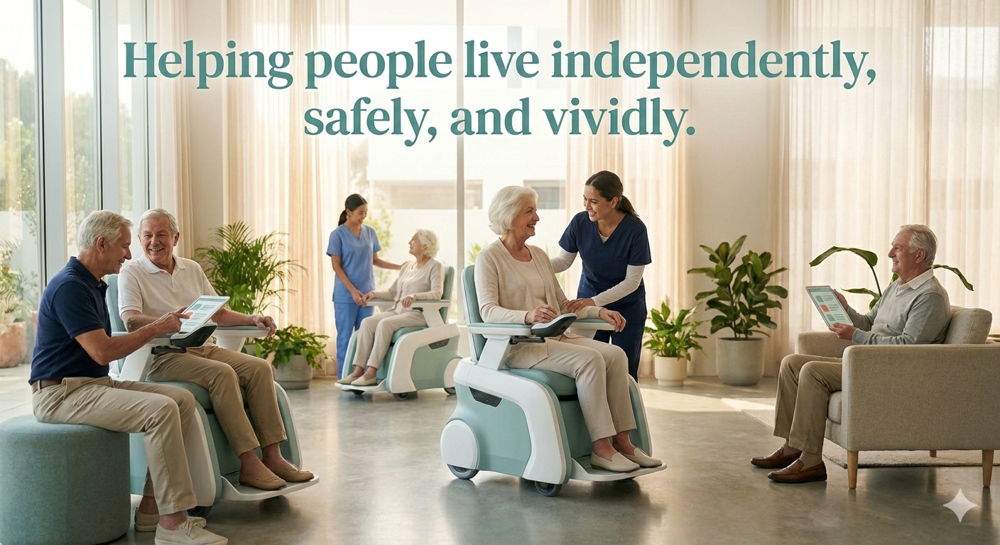 Helping people live independently,
safely, and vividly.